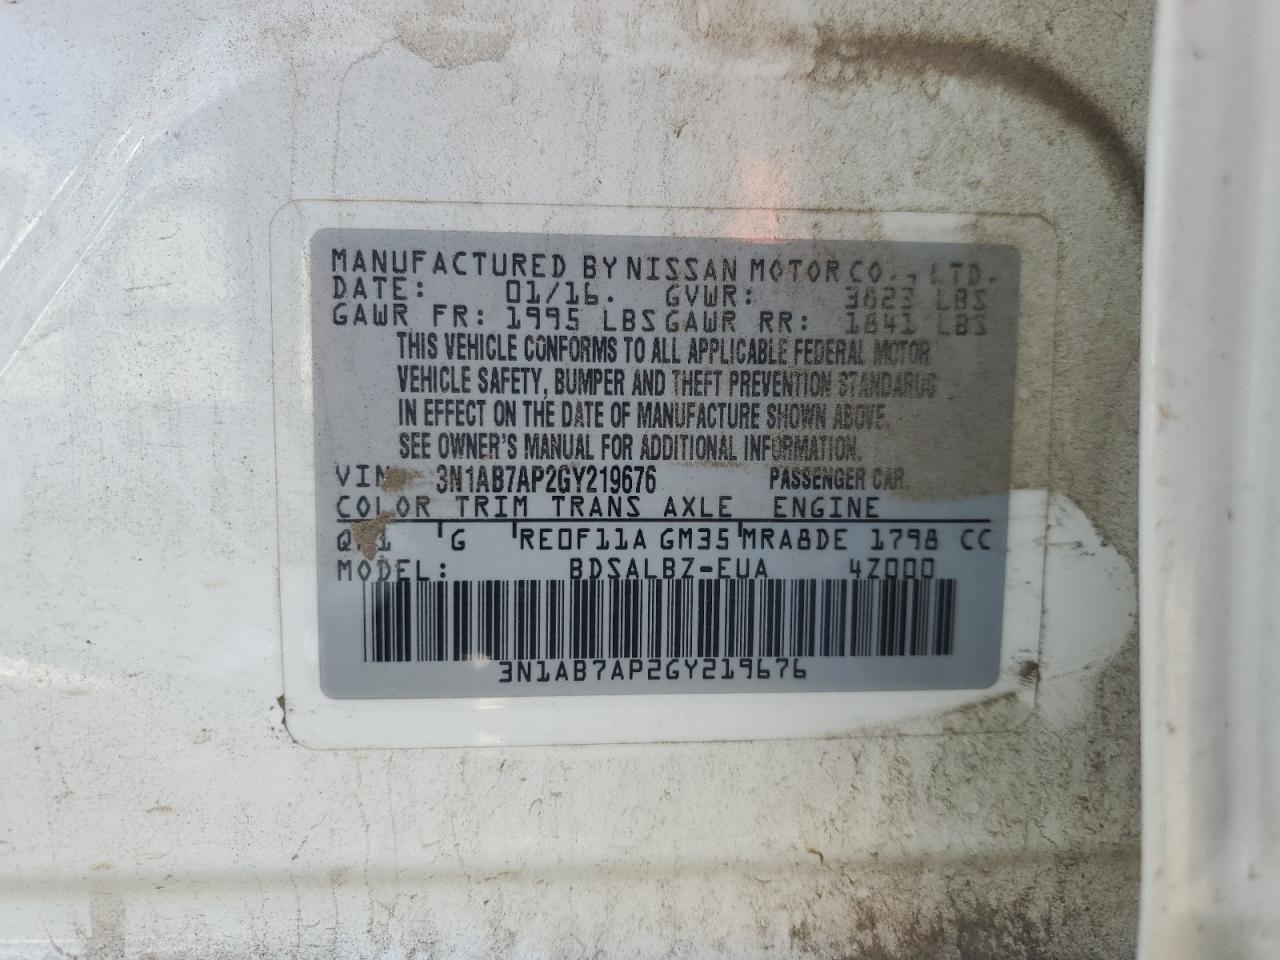 MANUFACTURED BY NISSAN MOTOR CO., LTD.
DATE: 01/16. GVWR: 3623 LBS
GAWR FR: 1995 LBS GAWR RR: 1841 LBS
THIS VEHICLE CONFORMS TO ALL APPLICABLE FEDERAL MOTOR
VEHICLE SAFETY, BUMPER AND THEFT PREVENTION STANDARDS
IN EFFECT ON THE DATE OF MANUFACTURE SHOWN ABOVE.
SEE OWNER'S MANUAL FOR ADDITIONAL INFORMATION.
VIN 3N1AB7AP2GY219676 PASSENGER CAR.
COLOR TRIM TRANS AXLE ENGINE
G RE0F11A GM35 MRA8DE 1798 CC
MODEL: BDSALBZ-EUA 4Z000
3N1AB7AP2GY219676